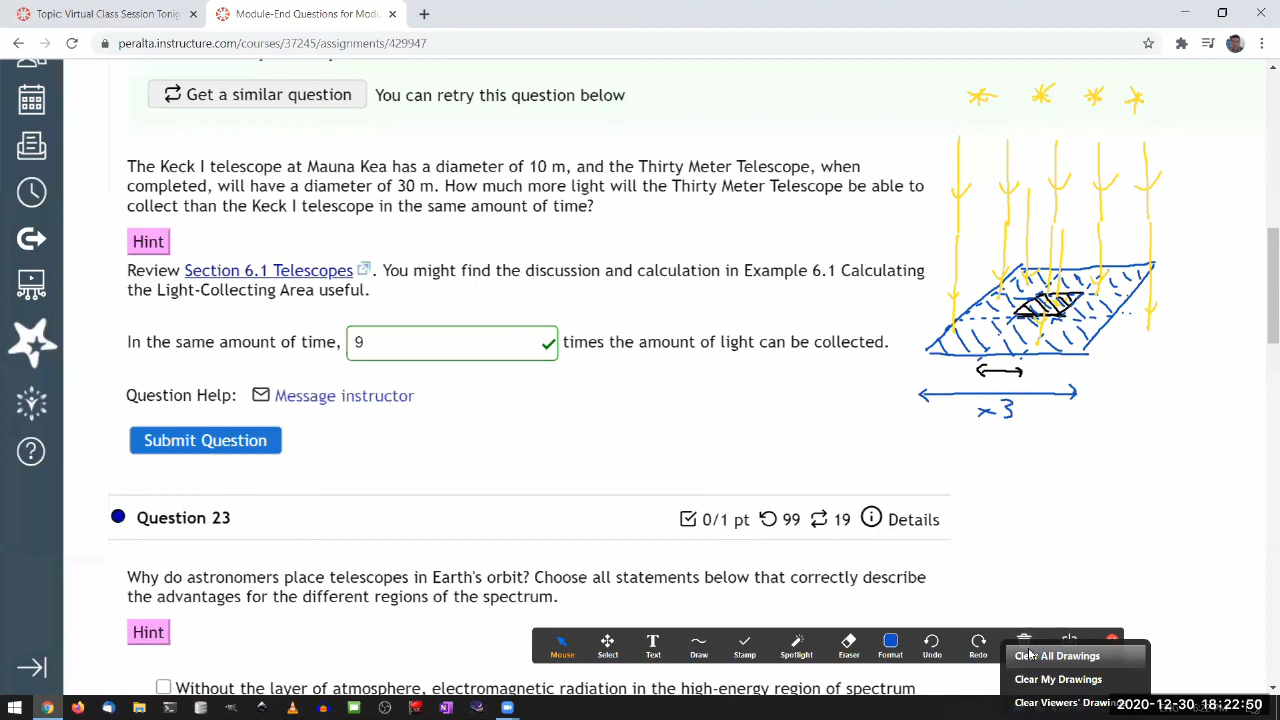 Topic: Virtual Class Session Tonig
Module-End Questions for Modu
peralta.instructure.com/courses/37245/assignments/429947
Get a similar question
You can retry this question below
The Keck I telescope at Mauna Kea has a diameter of 10 m, and the Thirty Meter Telescope, when
completed, will have a diameter of 30 m. How much more light will the Thirty Meter Telescope be able to
collect than the Keck I telescope in the same amount of time?
Hint
Review Section 6.1 Telescopes. You might find the discussion and calculation in Example 6.1 Calculating
the Light-Collecting Area useful.
In the same amount of time, 9 times the amount of light can be collected.
×3
Question Help: Message instructor
Submit Question
Question 23
0/1 pt 99 19 Details
Why do astronomers place telescopes in Earth's orbit? Choose all statements below that correctly describe
the advantages for the different regions of the spectrum.
Hint
Mouse Select Text Draw Stamp Spotlight Eraser Format Undo Redo
Clear All Drawings
Clear My Drawings
Clear Viewers' Drawin
Without the layer of atmosphere, electromagnetic radiation in the high-energy region of spectrum
2020-12-30 18:22:50